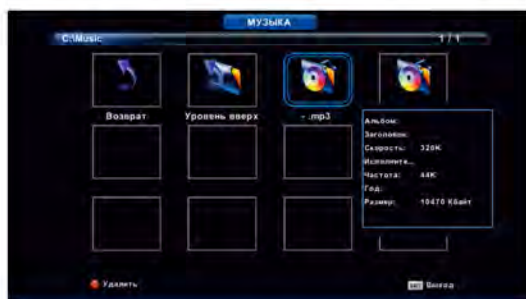 МУЗЫКА
C:\Music 1 / 1
Возврат Уровень вверх - .mp3
Альбом:
Заголовок:
Скорость: 320K
Исполните...
Частота: 44K
Год:
Размер: 10470 Кбайт
Удалить Выход